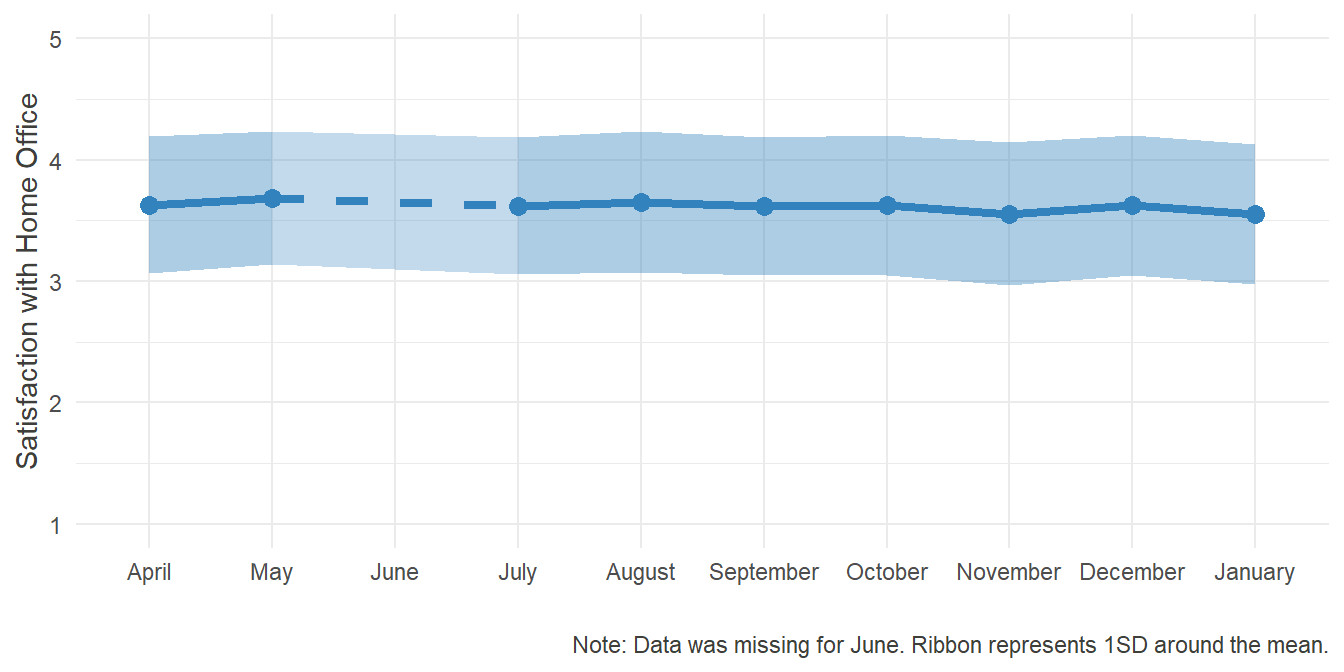 Satisfaction with Home Office
5
4
3
2
1
April May June July August September October November December January
Note: Data was missing for June. Ribbon represents 1SD around the mean.